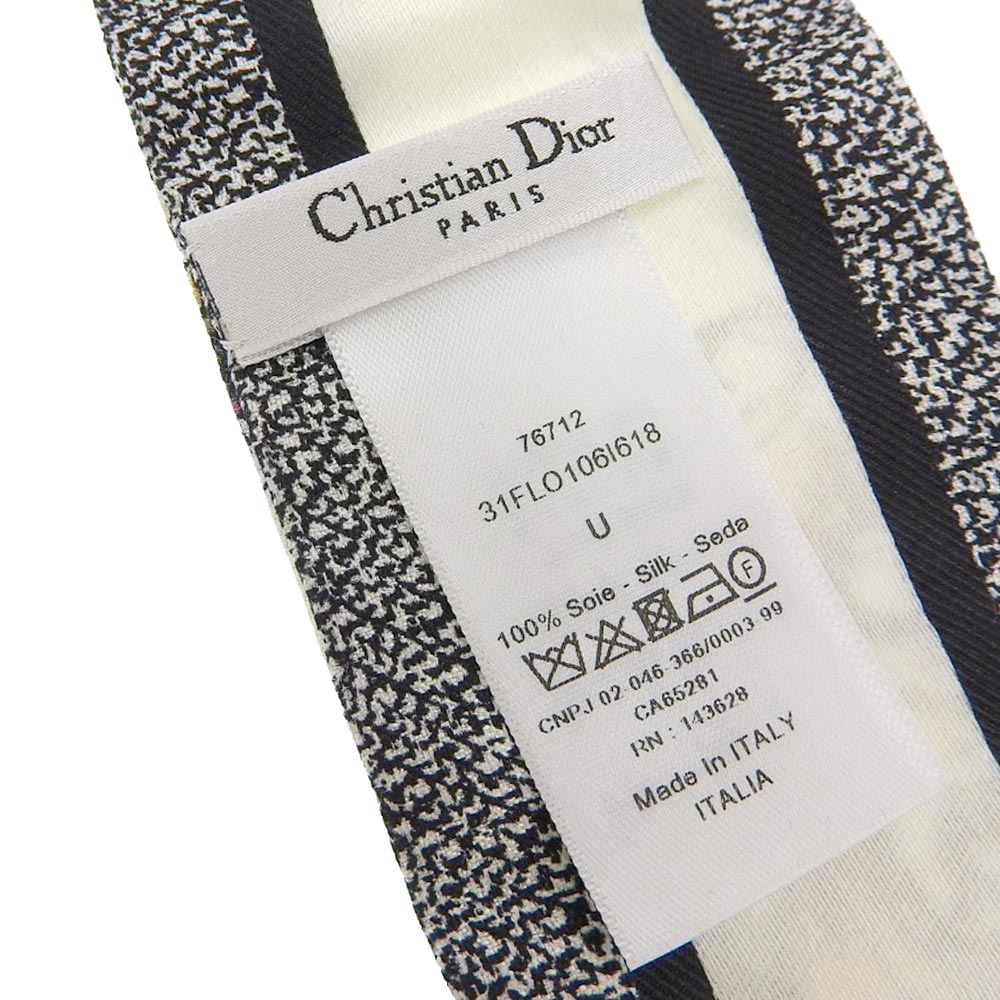 Christian Dior
PARIS
76712
31FLO106I618
U
100% Soie - Silk - Seda
F
CNPJ 02-046-366/0003 99
CA65281
RN : 143628
Made in ITALY
ITALIA